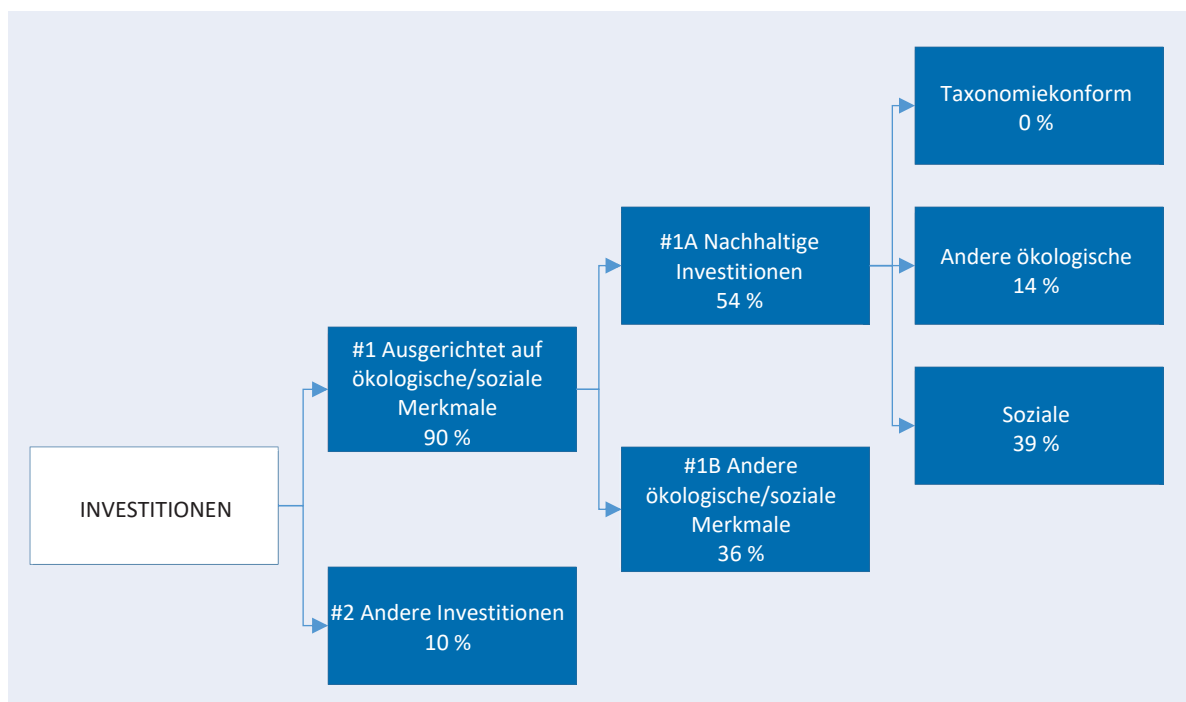 INVESTITIONEN
#1 Ausgerichtet auf
ökologische/soziale
Merkmale
90 %
#2 Andere Investitionen
10 %
#1A Nachhaltige
Investitionen
54 %
#1B Andere
ökologische/soziale
Merkmale
36 %
Taxonomiekonform
0 %
Andere ökologische
14 %
Soziale
39 %